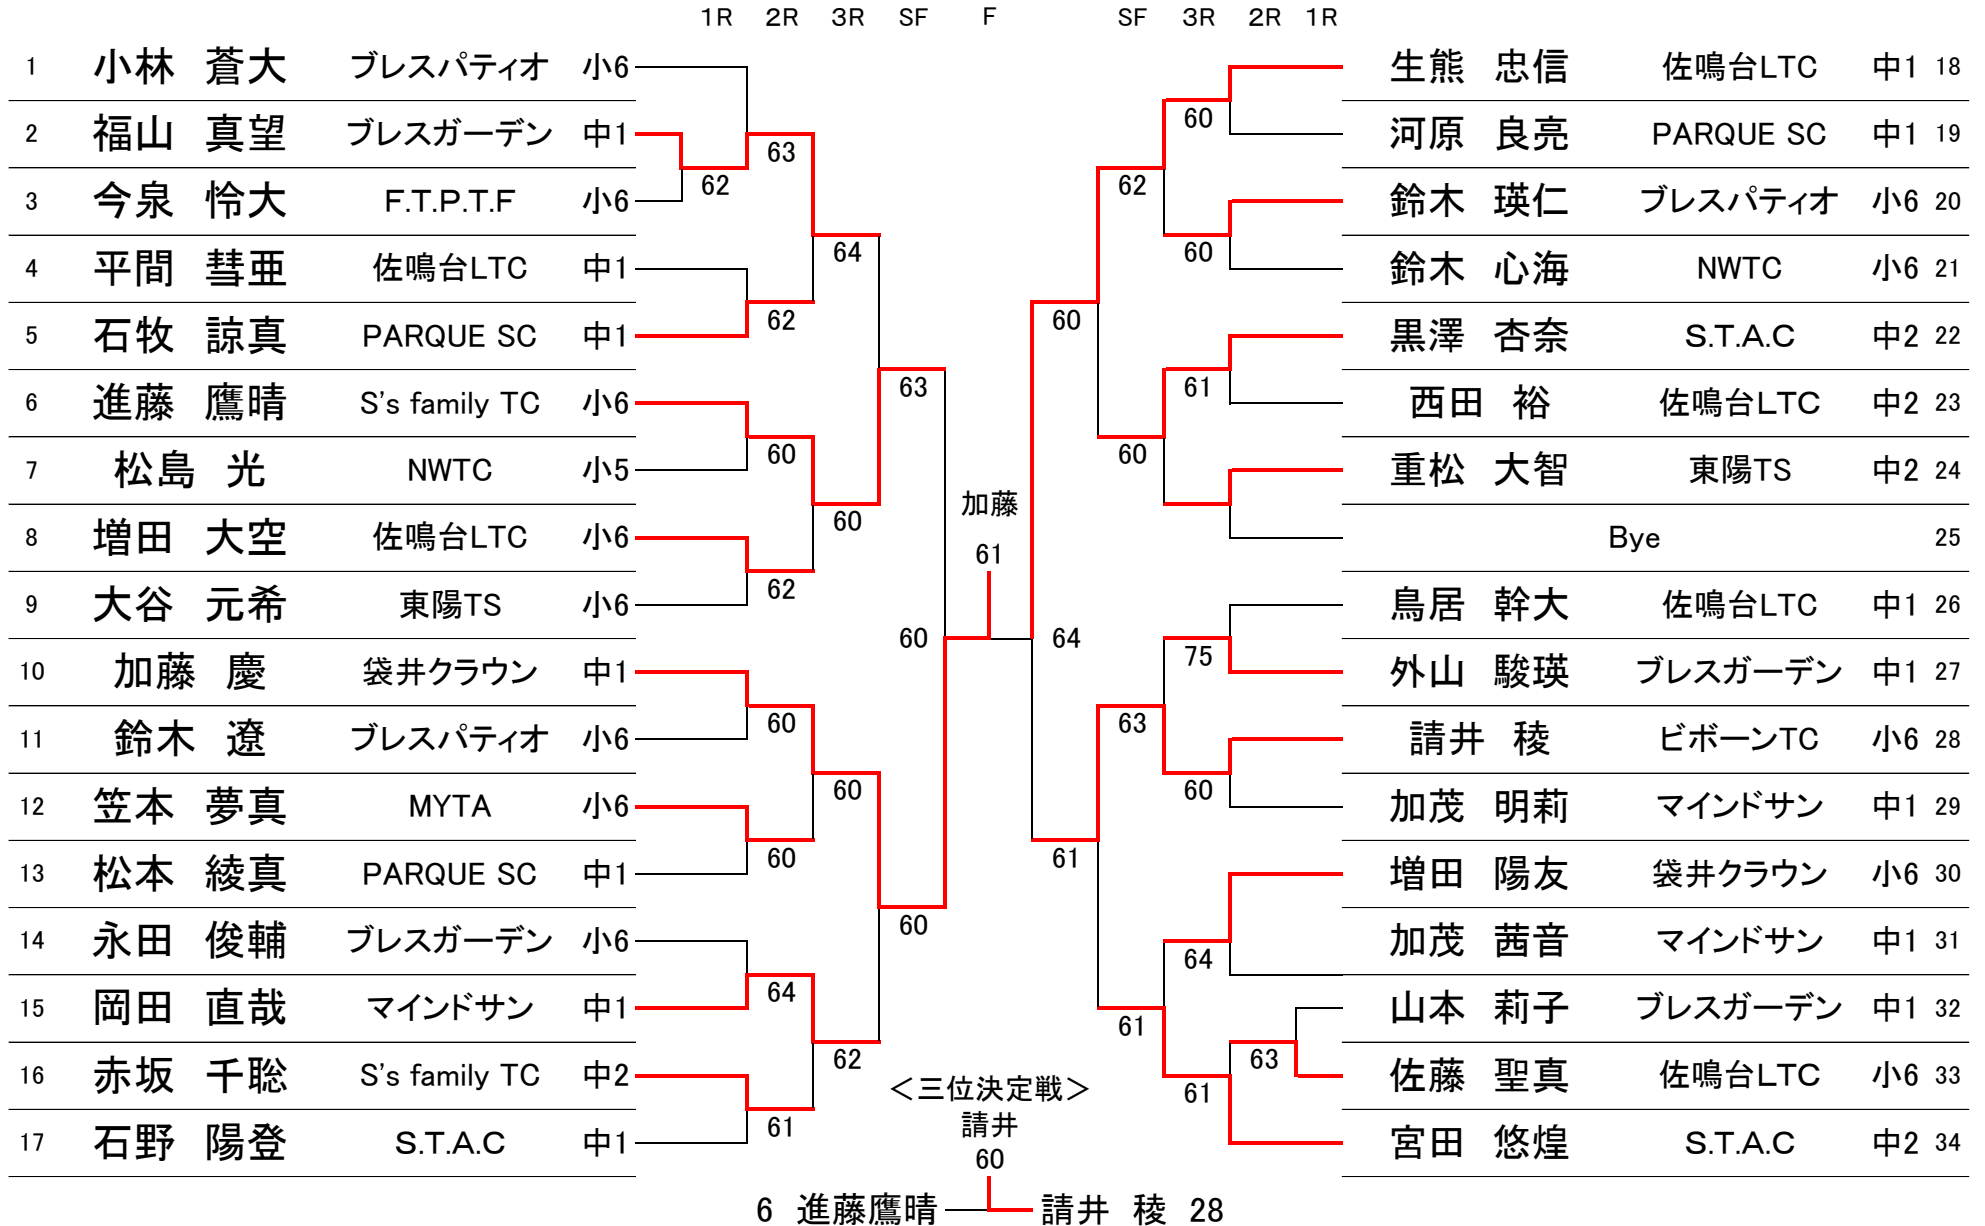 1R 2R 3R SF F SF 3R 2R 1R
1 小林 蒼大 ブレスパティオ 小6
2 福山 真望 ブレスガーデン 中1
3 今泉 怜大 F.T.P.T.F 小6
4 平間 彗亜 佐鳴台LTC 中1
5 石牧 諒真 PARQUE SC 中1
6 進藤 鷹晴 S's family TC 小6
7 松島 光 NWTC 小5
8 増田 大空 佐鳴台LTC 小6
9 大谷 元希 東陽TS 小6
10 加藤 慶 袋井クラウン 中1
11 鈴木 遼 ブレスパティオ 小6
12 笠本 夢真 MYTA 小6
13 松本 綾真 PARQUE SC 中1
14 永田 俊輔 ブレスガーデン 小6
15 岡田 直哉 マインドサン 中1
16 赤坂 千聡 S's family TC 中2
17 石野 陽登 S.T.A.C 中1
62
63
62
60
62
60
60
64
61
64
60
60
62
63
60
60
加藤
61
64
60
61
62
60
63
61
60
60
61
75
60
64
61
63
生熊 忠信 佐鳴台LTC 中1 18
河原 良亮 PARQUE SC 中1 19
鈴木 瑛仁 ブレスパティオ 小6 20
鈴木 心海 NWTC 小6 21
黒澤 杏奈 S.T.A.C 中2 22
西田 裕 佐鳴台LTC 中2 23
重松 大智 東陽TS 中2 24
Bye 25
鳥居 幹大 佐鳴台LTC 中1 26
外山 駿瑛 ブレスガーデン 中1 27
請井 稜 ビボーンTC 小6 28
加茂 明莉 マインドサン 中1 29
増田 陽友 袋井クラウン 小6 30
加茂 茜音 マインドサン 中1 31
山本 莉子 ブレスガーデン 中1 32
佐藤 聖真 佐鳴台LTC 小6 33
宮田 悠煌 S.T.A.C 中2 34
＜三位決定戦＞
請井
60
6 進藤鷹晴 請井 稜 28